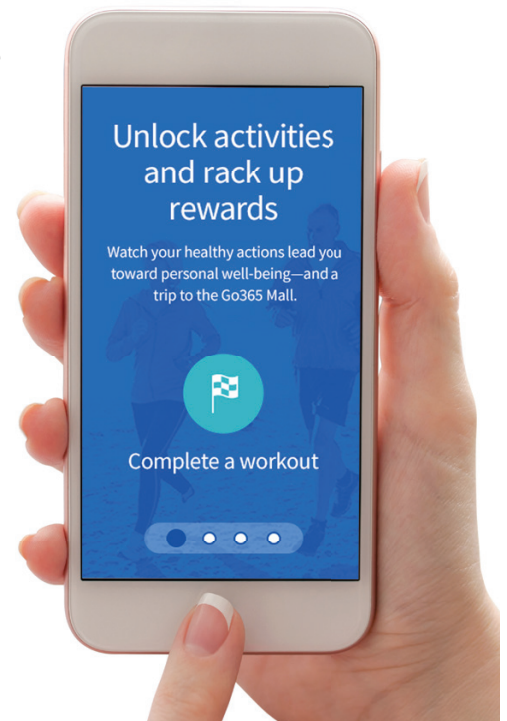 Unlock activities
and rack up
rewards
Watch your healthy actions lead you
toward personal well-being—and a
trip to the Go365 Mall.
Complete a workout